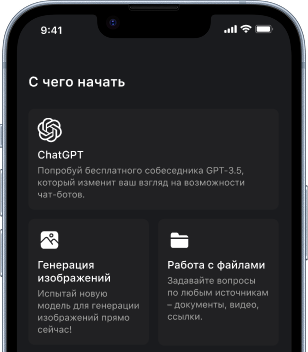 9:41
С чего начать
ChatGPT
Попробуй бесплатного собеседника GPT-3.5,
который изменит ваш взгляд на возможности
чат-ботов.
Генерация
изображений
Испытай новую
модель для генерации
изображений прямо
сейчас!
Работа с файлами
Задавайте вопросы
по любым источникам
– документы, видео,
ссылки.